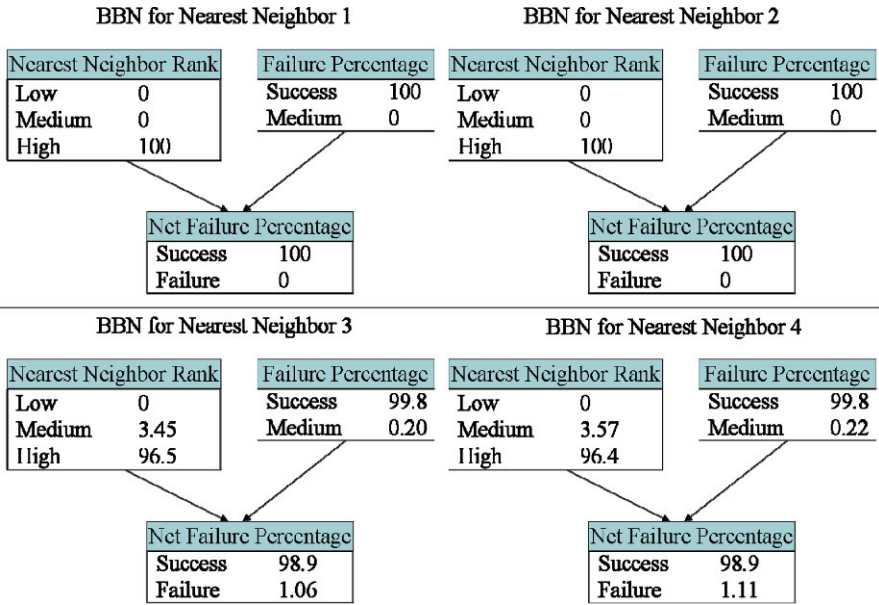 BBN for Nearest Neighbor 1
Nearest Neighbor Rank
Low 0
Medium 0
High 100
Failure Percentage
Success 100
Medium 0
Net Failure Percentage
Success 100
Failure 0
BBN for Nearest Neighbor 2
Nearest Neighbor Rank
Low 0
Medium 0
High 100
Failure Percentage
Success 100
Medium 0
Net Failure Percentage
Success 100
Failure 0
BBN for Nearest Neighbor 3
Nearest Neighbor Rank
Low 0
Medium 3.45
High 96.5
Failure Percentage
Success 99.8
Medium 0.20
Net Failure Percentage
Success 98.9
Failure 1.06
BBN for Nearest Neighbor 4
Nearest Neighbor Rank
Low 0
Medium 3.57
High 96.4
Failure Percentage
Success 99.8
Medium 0.22
Net Failure Percentage
Success 98.9
Failure 1.11